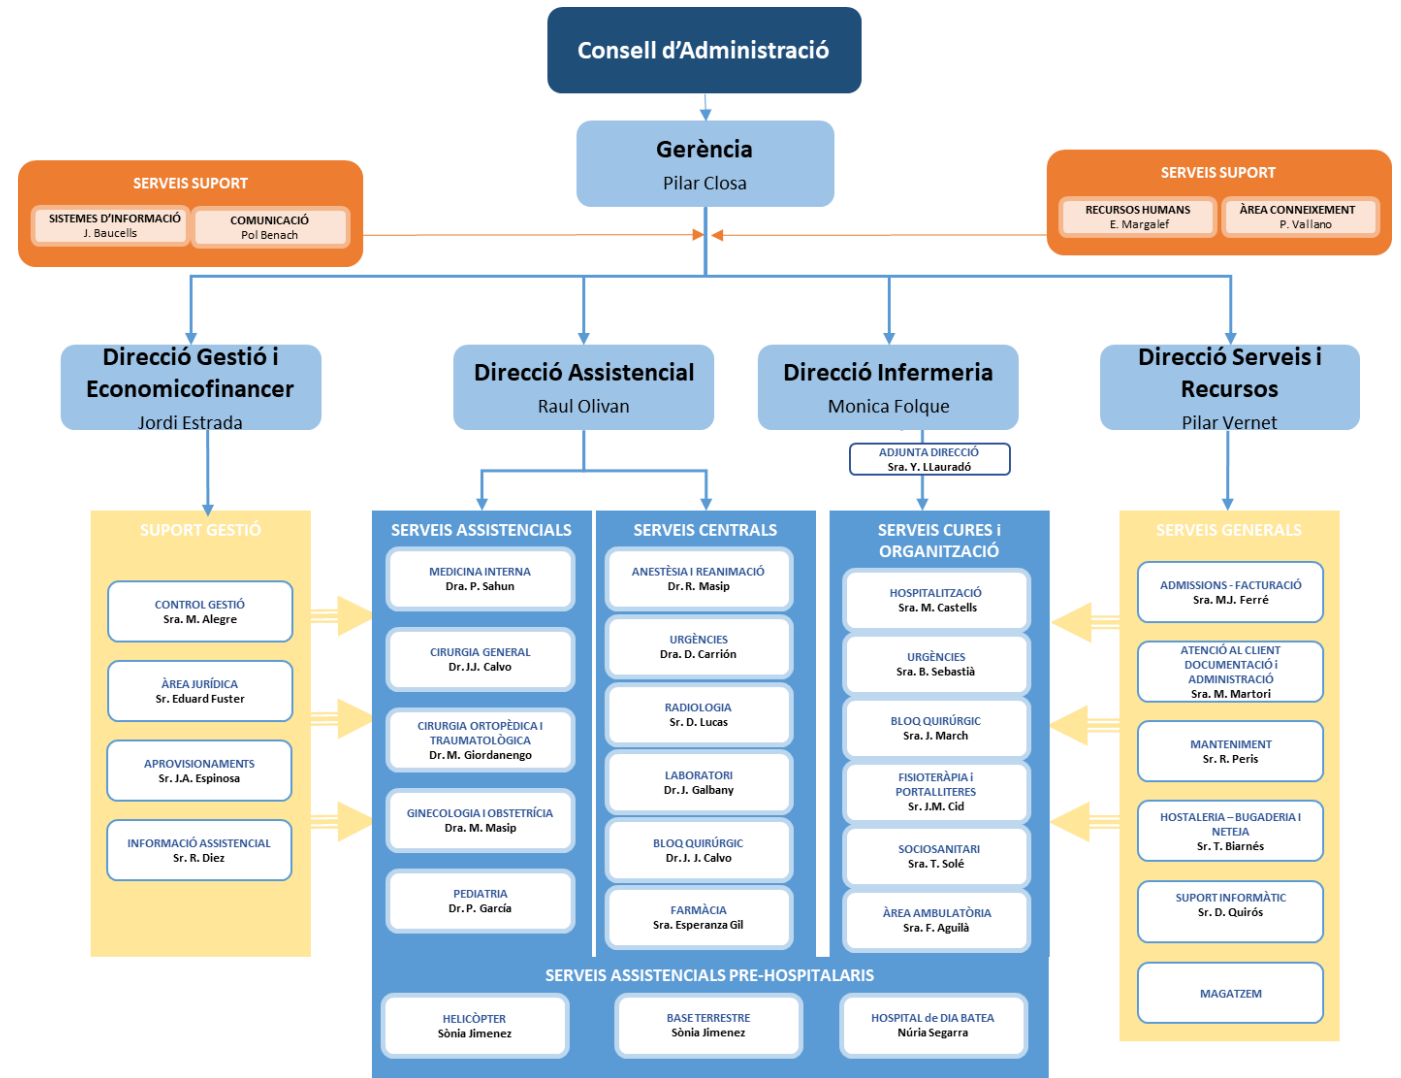 Consell d’Administració
Gerència
Pilar Closa
SERVEIS SUPORT
SISTEMES D’INFORMACIÓ
J. Baucells
COMUNICACIÓ
Pol Benach
SERVEIS SUPORT
RECURSOS HUMANS
E. Margalef
ÀREA CONNEIXEMENT
P. Vallano
Direcció Gestió i
Economicofinancer
Jordi Estrada
Direcció Assistencial
Raul Olivan
Direcció Infermeria
Monica Folque
Direcció Serveis i
Recursos
Pilar Vernet
ADJUNTA DIRECCIÓ
Sra. Y. LLauradó
SUPORT GESTIÓ
CONTROL GESTIÓ
Sra. M. Alegre
ÀREA JURÍDICA
Sr. Eduard Fuster
APROVISIONAMENTS
Sr. J.A. Espinosa
INFORMACIÓ ASSISTENCIAL
Sr. R. Diez
SERVEIS ASSISTENCIALS
MEDICINA INTERNA
Dra. P. Sahun
CIRURGIA GENERAL
Dr. J.J. Calvo
CIRURGIA ORTOPÈDICA I
TRAUMATOLÒGICA
Dr. M. Giordanengo
GINECOLOGIA I OBSTETRÍCIA
Dra. M. Masip
PEDIATRIA
Dr. P. García
SERVEIS CENTRALS
ANESTÈSIA I REANIMACIÓ
Dr. R. Masip
URGÈNCIES
Dra. D. Carrión
RADIOLOGIA
Sr. D. Lucas
LABORATORI
Dr. J. Galbany
BLOQ QUIRÚRGIC
Dr. J. J. Calvo
FARMÀCIA
Sra. Esperanza Gil
SERVEIS CURES i
ORGANITZACIÓ
HOSPITALITZACIÓ
Sra. M. Castells
URGÈNCIES
Sra. B. Sebastià
BLOQ QUIRÚRGIC
Sra. J. March
FISIOTERÀPIA i
PORTALLITERES
Sr. J.M. Cid
SOCIOSANITARI
Sra. T. Solé
ÀREA AMBULATÒRIA
Sra. F. Aguilà
SERVEIS GENERALS
ADMISSIONS - FACTURACIÓ
Sra. M.J. Ferré
ATENCIÓ AL CLIENT
DOCUMENTACIÓ i
ADMINISTRACIÓ
Sra. M. Martori
MANTENIMENT
Sr. R. Peris
HOSTALERIA – BUGADERIA I
NETEJA
Sr. T. Biarnés
SUPORT INFORMÀTIC
Sr. D. Quirós
MAGATZEM
SERVEIS ASSISTENCIALS PRE-HOSPITALARIS
HELICÒPTER
Sònia Jimenez
BASE TERRESTRE
Sònia Jimenez
HOSPITAL de DIA BATEA
Núria Segarra